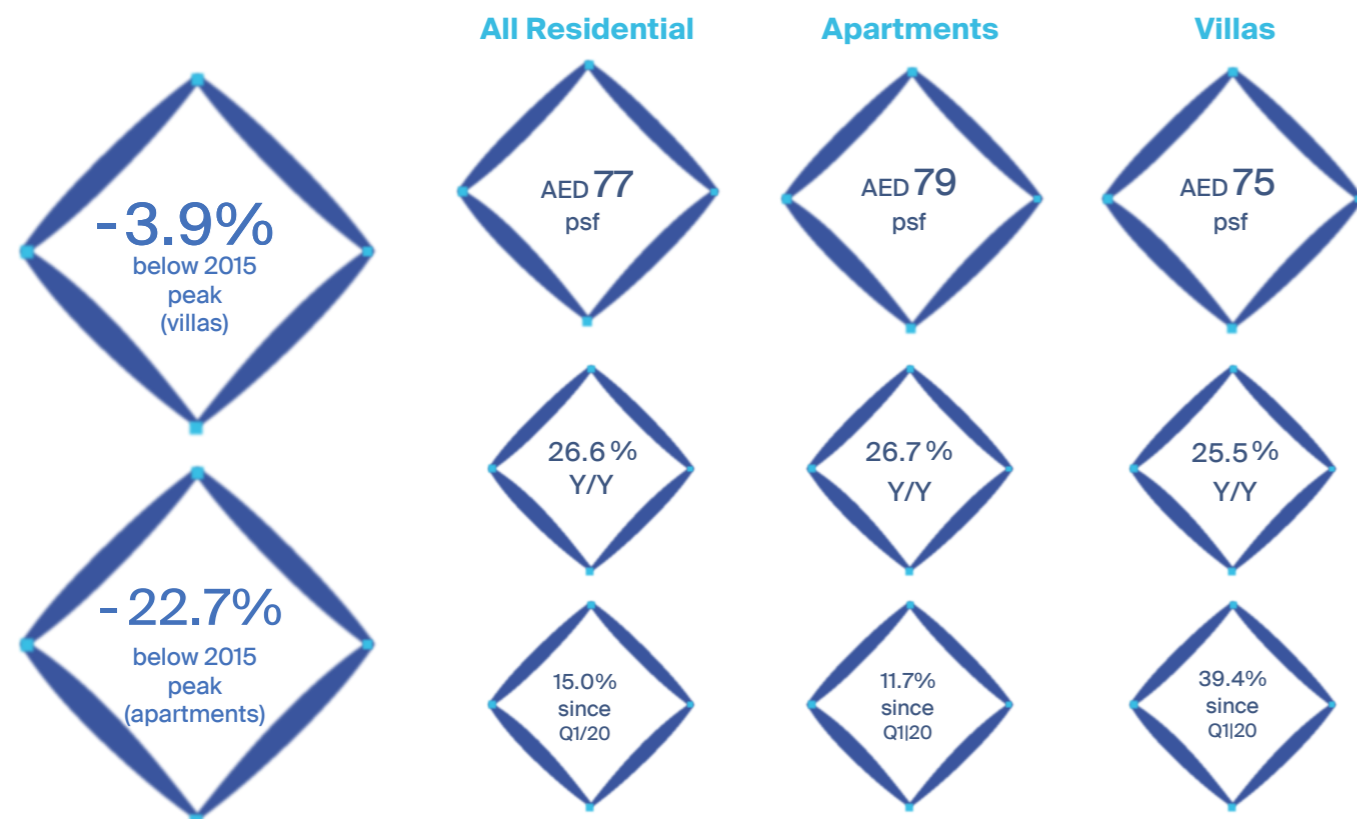 All Residential
Apartments
Villas
-3.9%
below 2015
peak
(villas)
AED 77
psf
AED 79
psf
AED 75
psf
26.6 %
Y/Y
26.7 %
Y/Y
25.5 %
Y/Y
- 22.7%
below 2015
peak
(apartments)
15.0%
since
Q1/20
11.7%
since
Q1|20
39.4%
since
Q1|20